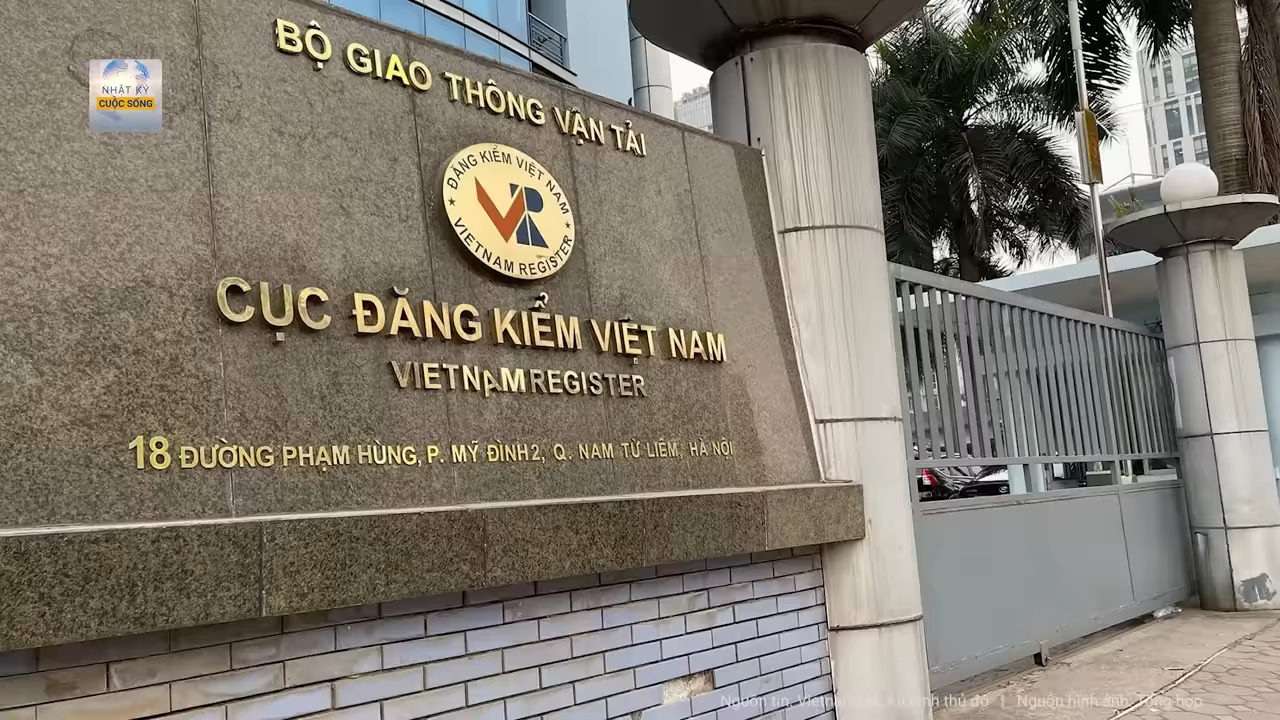 NHẬT KÝ
CUỘC SỐNG
BỘ GIAO THÔNG VẬN TẢI
ĐĂNG KIỂM VIỆT NAM
VR
VIETNAM REGISTER
CỤC ĐĂNG KIỂM VIỆT NAM
VIETNAM REGISTER
18 ĐƯỜNG PHẠM HÙNG, P. MỸ ĐÌNH 2, Q. NAM TỪ LIÊM, HÀ NỘI
Nguồn tin: thủ đô | Nguồn hình ảnh: Tổng hợp